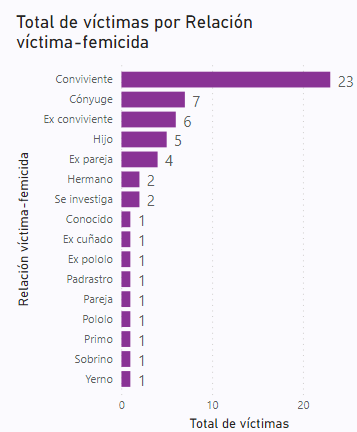 Total de víctimas por Relación
víctima-femicida
Relación víctima-femicida
Conviviente 23
Cónyuge 7
Ex conviviente 6
Hijo 5
Ex pareja 4
Hermano 2
Se investiga 2
Conocido 1
Ex cuñado 1
Ex pololo 1
Padrastro 1
Pareja 1
Pololo 1
Primo 1
Sobrino 1
Yerno 1
0 10 20
Total de víctimas